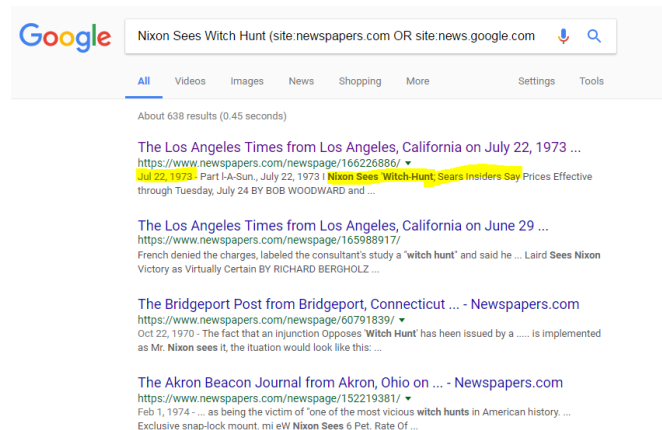 Google
Nixon Sees Witch Hunt (site:newspapers.com OR site:news.google.com
All Videos Images News Shopping More Settings Tools
About 638 results (0.45 seconds)
The Los Angeles Times from Los Angeles, California on July 22, 1973 ...
https://www.newspapers.com/newspage/166226886/
Jul 22, 1973 - Part I-A-Sun., July 22, 1973 I Nixon Sees 'Witch-Hunt; Sears Insiders Say Prices Effective
through Tuesday, July 24 BY BOB WOODWARD and ...
The Los Angeles Times from Los Angeles, California on June 29 ...
https://www.newspapers.com/newspage/165988917/
French denied the charges, labeled the consultant's study a "witch hunt" and said he ... Laird Sees Nixon
Victory as Virtually Certain BY RICHARD BERGHOLZ ...
The Bridgeport Post from Bridgeport, Connecticut ... - Newspapers.com
https://www.newspapers.com/newspage/60791839/
Oct 22, 1970 - The fact that an injunction Opposes 'Witch Hunt' has been issued by a ..... is implemented
as Mr. Nixon sees it, the ituation would look like this: ...
The Akron Beacon Journal from Akron, Ohio on ... - Newspapers.com
https://www.newspapers.com/newspage/152219381/
Feb 1, 1974 - ... as being the victim of "one of the most vicious witch hunts in American history. ...
Exclusive snap-lock mount. mi eW Nixon Sees 6 Pet. Rate Of ...